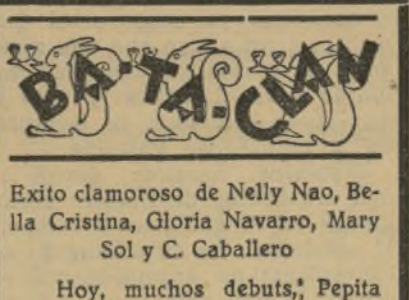 BA-TA-CLAN
Exito clamoroso de Nelly Nao, Be-
lla Cristina, Gloria Navarro, Mary
Sol y C. Caballero
Hoy, muchos debuts, Pepita